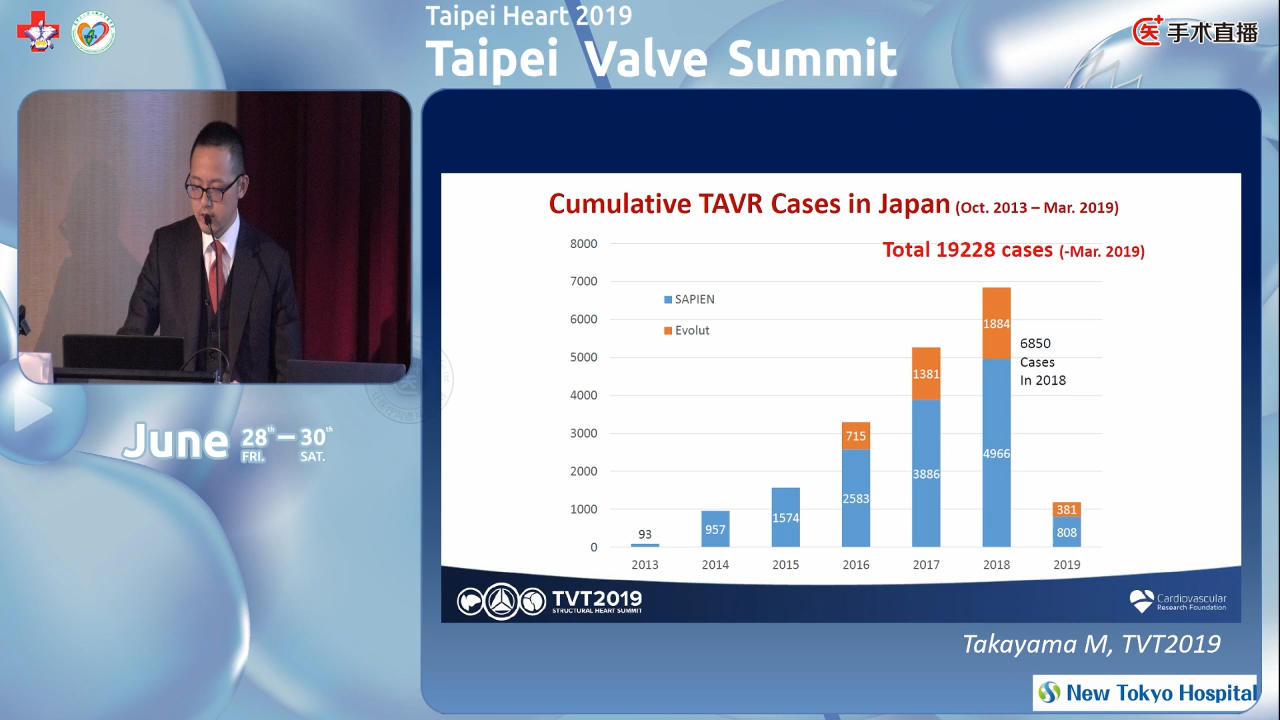 Taipei Heart 2019
Taipei Valve Summit
手术直播
June 28th FRI. — 30th SAT.
Cumulative TAVR Cases in Japan (Oct. 2013 – Mar. 2019)
Total 19228 cases (-Mar. 2019)
8000
7000
6000
5000
4000
3000
2000
1000
0
SAPIEN
Evolut
93
957
1574
715
2583
1381
3886
1884
4966
381
808
6850
Cases
In 2018
2013 2014 2015 2016 2017 2018 2019
TVT2019
STRUCTURAL HEART SUMMIT
Cardiovascular
Research Foundation
Takayama M, TVT2019
New Tokyo Hospital